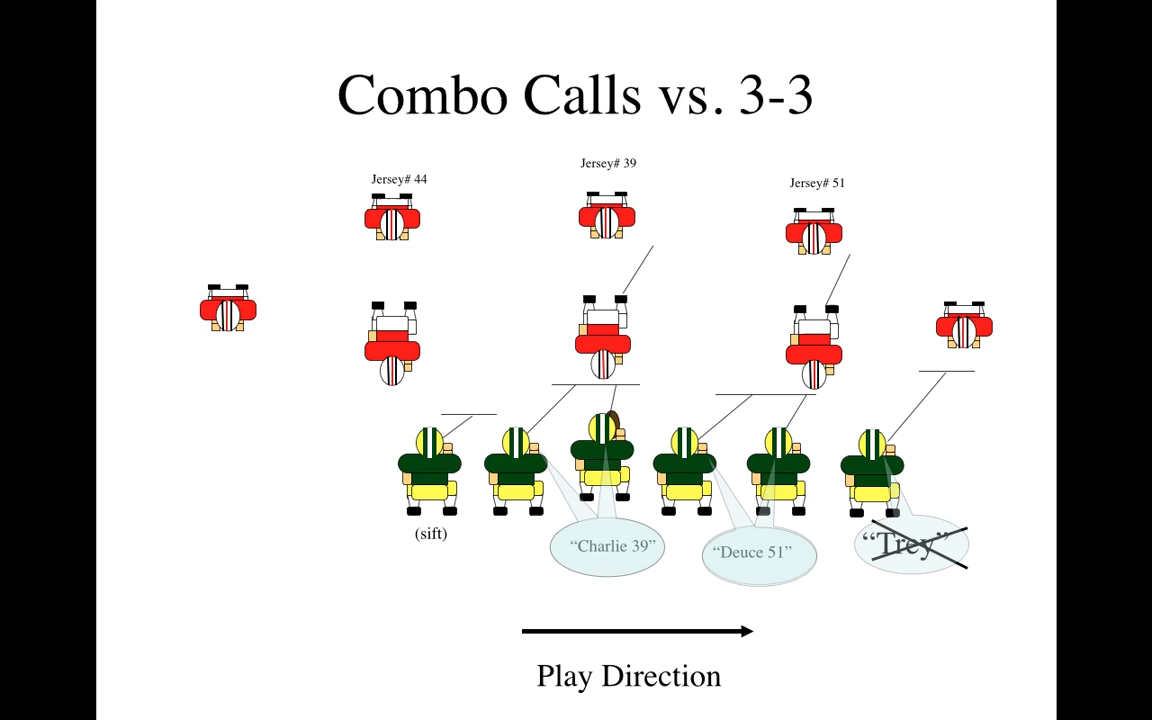 Combo Calls vs. 3-3
Jersey# 39
Jersey# 44
Jersey# 51
(sift)
“Charlie 39”
“Deuce 51”
“Trey”
Play Direction